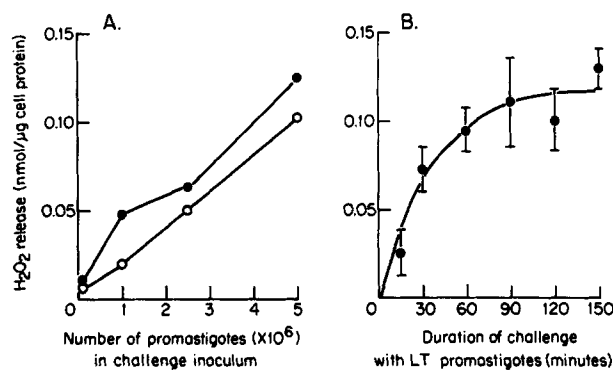 A.
H₂O₂ release (nmol/μg cell protein)
0.15
0.10
0.05
0
0 1 2 3 4 5
Number of promastigotes (X10⁶)
in challenge inoculum
B.
0.15
0.10
0.05
0 30 60 90 120 150
Duration of challenge
with LT promastigotes (minutes)